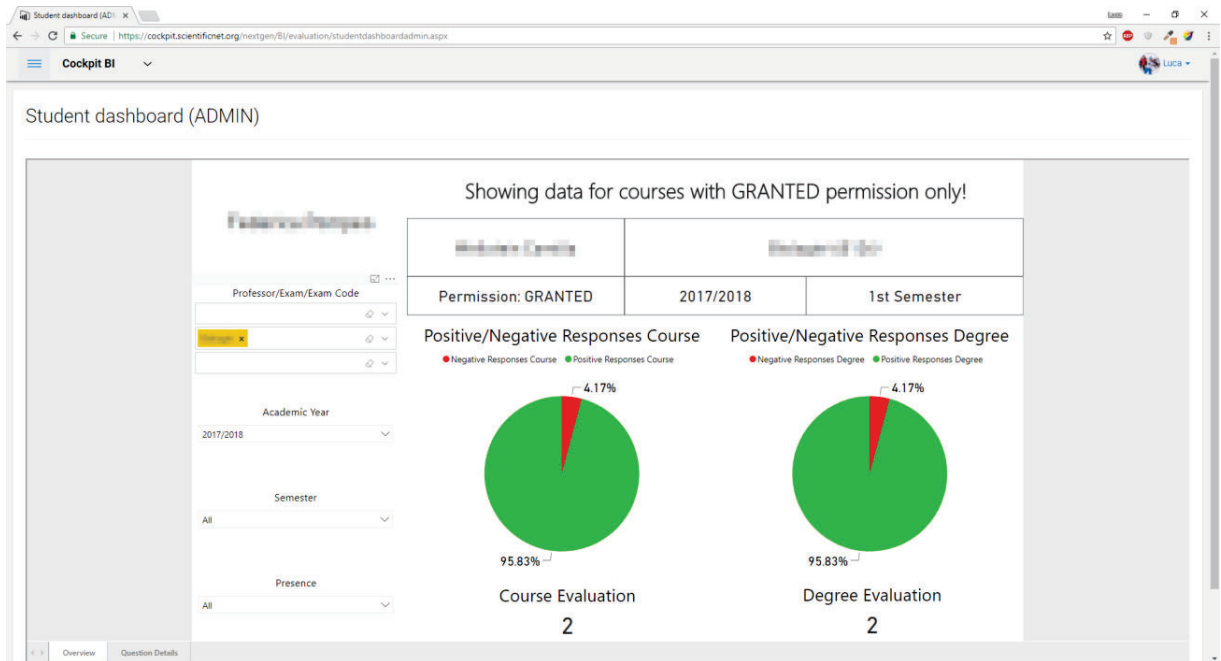 Student dashboard (ADM
Luca
Secure | https://cockpit.scientificnet.org/nextgen/BI/evaluation/studentdashboardadmin.aspx
Cockpit BI
Luca
Student dashboard (ADMIN)
Showing data for courses with GRANTED permission only!
Professor/Exam/Exam Code
Permission: GRANTED 2017/2018 1st Semester
Positive/Negative Responses Course Positive/Negative Responses Degree
Negative Responses Course Positive Responses Course Negative Responses Degree Positive Responses Degree
4.17% 4.17%
Academic Year
2017/2018
Semester
All
95.83% 95.83%
Presence
All
Course Evaluation Degree Evaluation
2 2
Overview Question Details